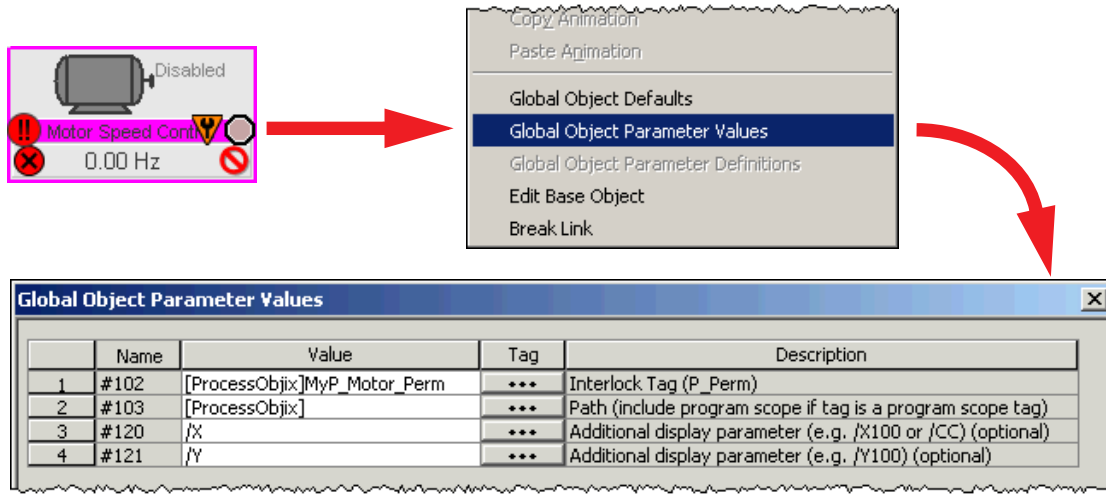 Copy Animation
Paste Animation
Disabled
Global Object Defaults
!! Motor Speed Cont
Global Object Parameter Values
0.00 Hz
Global Object Parameter Definitions
Edit Base Object
Break Link
Global Object Parameter Values
Name Value Tag Description
1 #102 [ProcessObjix]MyP_Motor_Perm ••• Interlock Tag (P_Perm)
2 #103 [ProcessObjix] ••• Path (include program scope if tag is a program scope tag)
3 #120 /X ••• Additional display parameter (e.g. /X100 or /CC) (optional)
4 #121 /Y ••• Additional display parameter (e.g. /Y100) (optional)